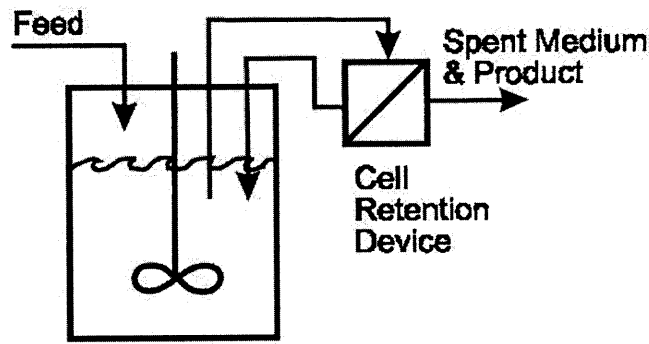 Feed
Spent Medium
& Product
Cell
Retention
Device